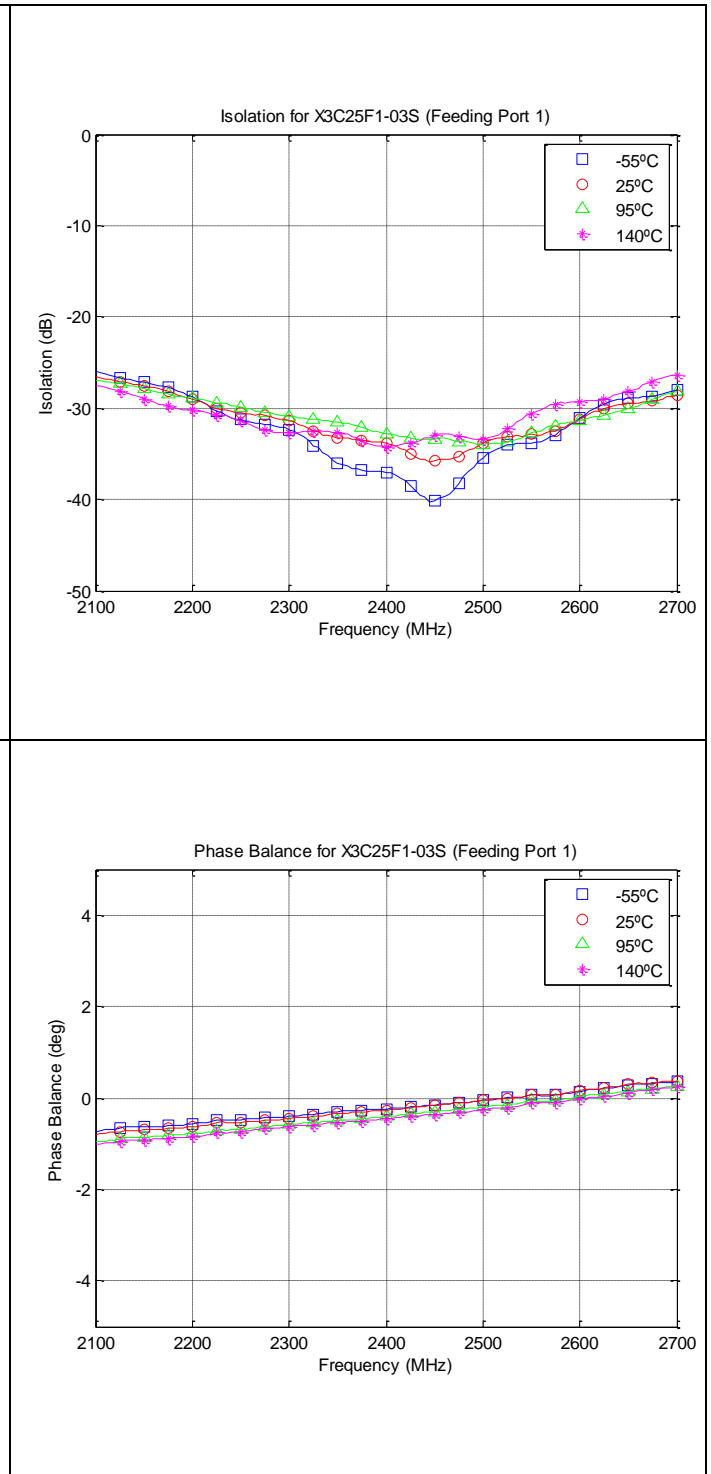 Isolation for X3C25F1-03S (Feeding Port 1)
0
-10
-20
-30
-40
-50
Isolation (dB)
2100 2200 2300 2400 2500 2600 2700
Frequency (MHz)
-55ºC
25ºC
95ºC
140ºC
Phase Balance for X3C25F1-03S (Feeding Port 1)
4
2
0
-2
-4
Phase Balance (deg)
2100 2200 2300 2400 2500 2600 2700
Frequency (MHz)
-55ºC
25ºC
95ºC
140ºC